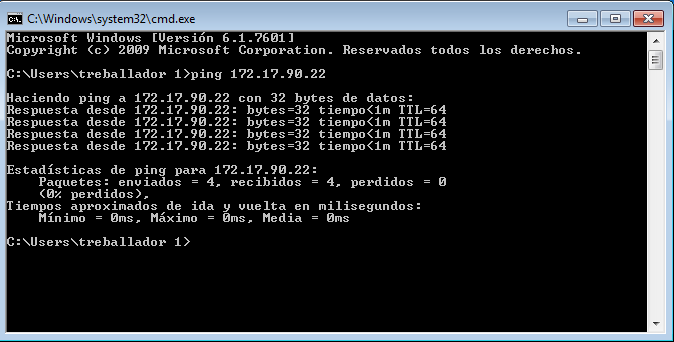 C:\Windows\system32\cmd.exe
Microsoft Windows [Versión 6.1.7601]
Copyright (c) 2009 Microsoft Corporation. Reservados todos los derechos.
C:\Users\treballador 1>ping 172.17.90.22
Haciendo ping a 172.17.90.22 con 32 bytes de datos:
Respuesta desde 172.17.90.22: bytes=32 tiempo<1m TTL=64
Respuesta desde 172.17.90.22: bytes=32 tiempo<1m TTL=64
Respuesta desde 172.17.90.22: bytes=32 tiempo<1m TTL=64
Respuesta desde 172.17.90.22: bytes=32 tiempo<1m TTL=64
Estadísticas de ping para 172.17.90.22:
Paquetes: enviados = 4, recibidos = 4, perdidos = 0
(0% perdidos),
Tiempos aproximados de ida y vuelta en milisegundos:
Mínimo = 0ms, Máximo = 0ms, Media = 0ms
C:\Users\treballador 1>